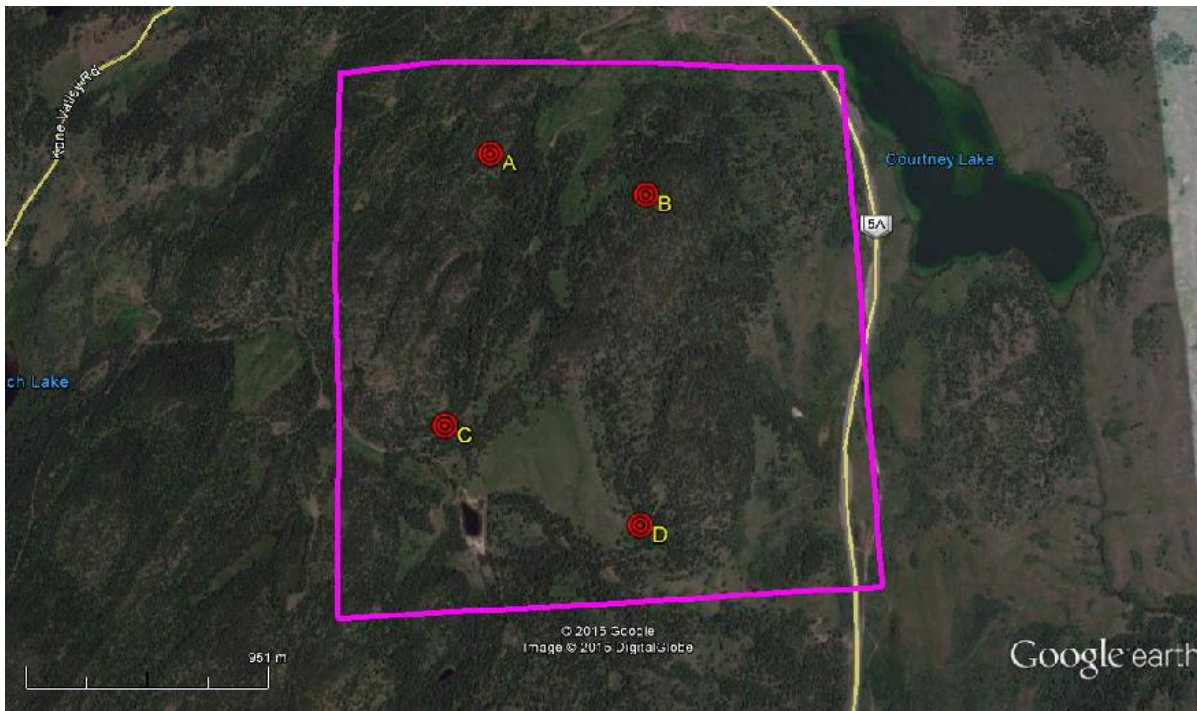 Kane Valley Rd
A
B
Courtney Lake
5A
ch Lake
C
D
© 2015 Google
Image © 2015 DigitalGlobe
951 m
Google earth